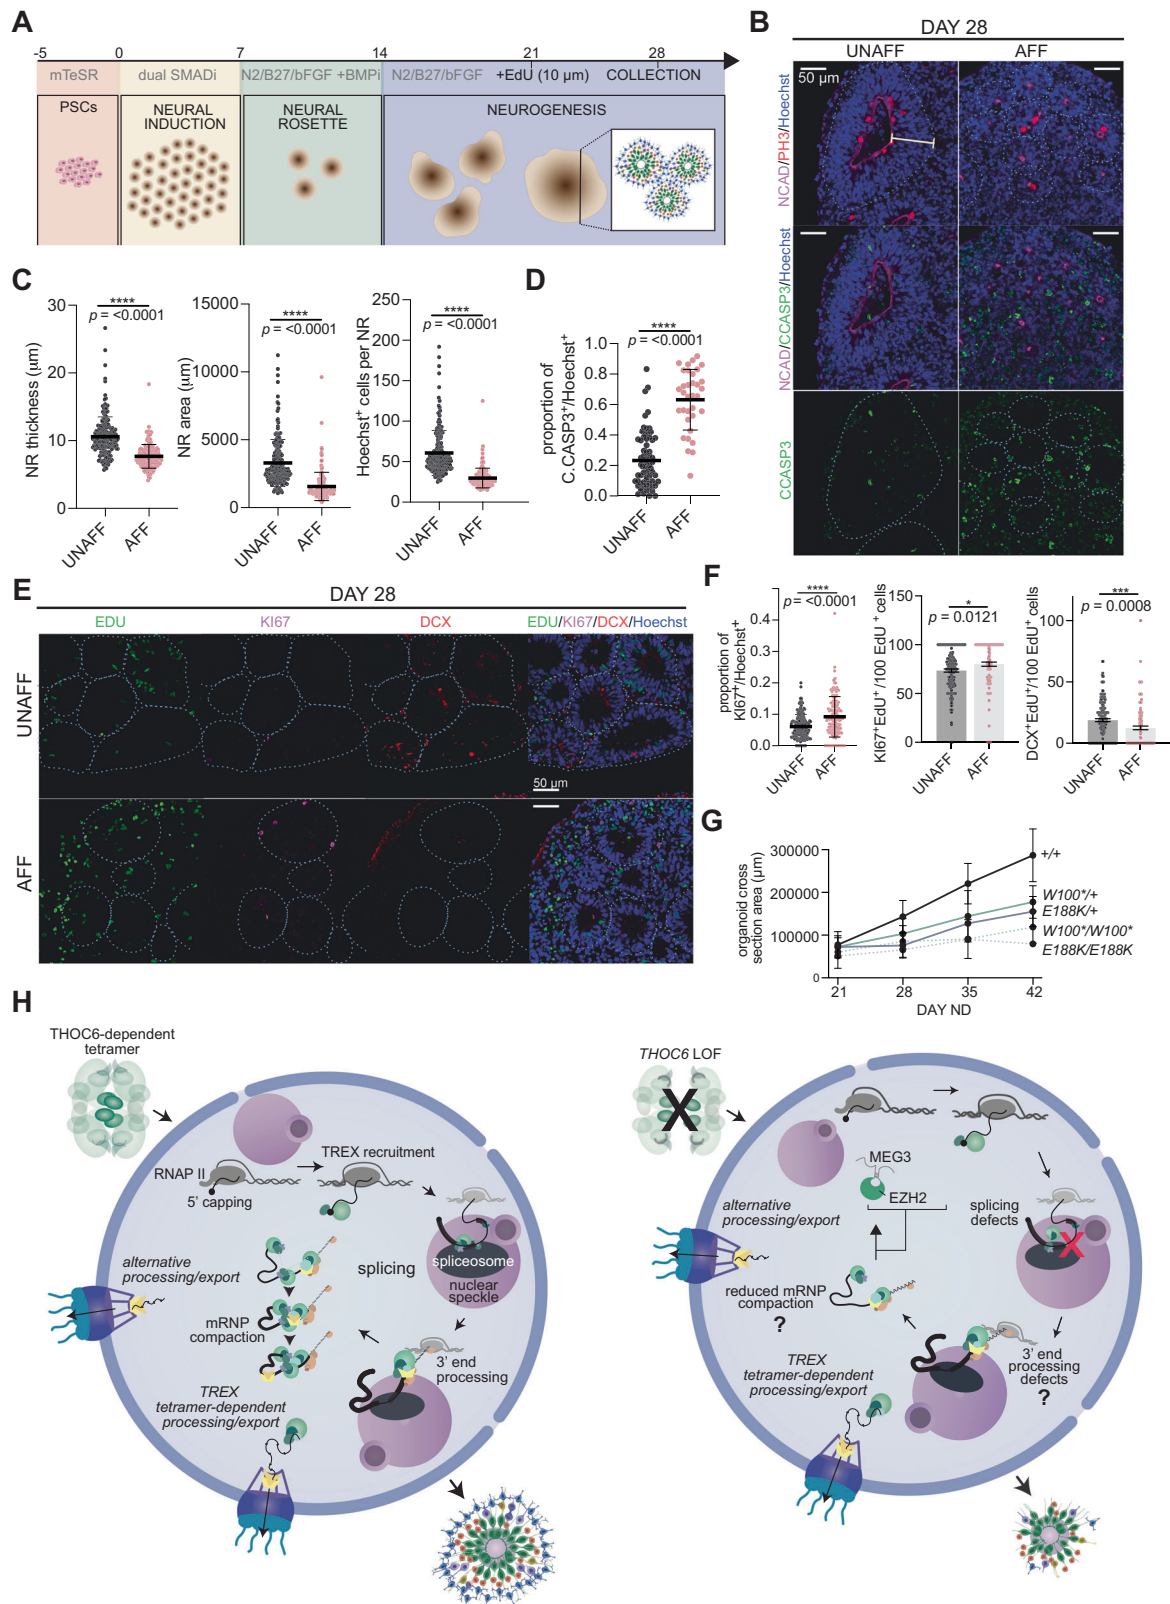 A
-5 0 7 14 21 28
mTeSR dual SMADi N2/B27/bFGF +BMPi N2/B27/bFGF +EdU (10 μm) COLLECTION
PSCs
NEURAL
INDUCTION
NEURAL
ROSETTE
NEUROGENESIS
B
DAY 28
UNAFF AFF
50 μm
NCAD/PH3/Hoechst
NCAD/CCASP3/Hoechst
CCASP3
C
NR thickness (μm)
30
20
10
0
****
p = <0.0001
UNAFF AFF
NR area (μm)
15000
10000
5000
0
****
p = <0.0001
UNAFF AFF
Hoechst+ cells per NR
250
200
150
100
50
0
****
p = <0.0001
UNAFF AFF
D
proportion of
C.CASP3+/Hoechst+
1.0
0.8
0.6
0.4
0.2
0.0
****
p = <0.0001
UNAFF AFF
E
DAY 28
EDU KI67 DCX EDU/KI67/DCX/Hoechst
UNAFF
50 μm
AFF
F
proportion of
KI67+/Hoechst+
0.4
0.3
0.2
0.1
0.0
****
p = <0.0001
UNAFF AFF
KI67+EdU+/100 EdU+ cells
150
100
50
0
*
p = 0.0121
UNAFF AFF
DCX+EdU+/100 EdU+ cells
150
100
50
0
***
p = 0.0008
UNAFF AFF
G
organoid cross
section area (μm)
300000
200000
100000
0
21 28 35 42
DAY ND
+/+
W100*/+
E188K/+
W100*/W100*
E188K/E188K
H
THOC6-dependent
tetramer
RNAP II
5' capping
TREX recruitment
alternative
processing/export
splicing
spliceosome
nuclear
speckle
mRNP
compaction
3' end
processing
TREX
tetramer-dependent
processing/export
THOC6 LOF
X
MEG3
EZH2
alternative
processing/export
splicing
defects
X
reduced mRNP
compaction
?
3' end
processing
defects
?
TREX
tetramer-dependent
processing/export